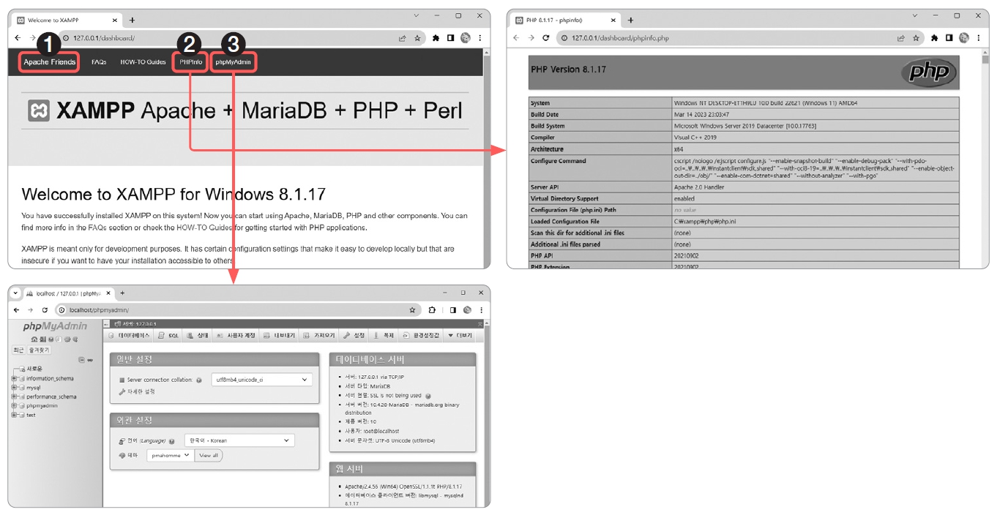 Welcome to XAMPP
127.0.0.1/dashboard/
1
2
3
Apache Friends
FAQs
HOW-TO Guides
PHPInfo
phpMyAdmin
XAMPP Apache + MariaDB + PHP + Perl
Welcome to XAMPP for Windows 8.1.17
You have successfully installed XAMPP on this system! Now you can start using Apache, MariaDB, PHP and other components. You can
find more info in the FAQs section or check the HOW-TO Guides for getting started with PHP applications.
XAMPP is meant only for development purposes. It has certain configuration settings that make it easy to develop locally but that are
insecure if you want to have your installation accessible to others.
PHP 8.1.17 - phpinfo()
127.0.0.1/dashboard/phpinfo.php
PHP Version 8.1.17
php
System Windows NT DESKTOP-ET1H9LU 10.0 build 22621 (Windows 11) AMD64
Build Date Mar 14 2023 23:03:47
Build System Microsoft Windows Server 2019 Datacenter [10.0.17763]
Compiler Visual C++ 2019
Architecture x64
Configure Command cscript /nologo /e:jscript configure.js "--enable-snapshot-build" "--enable-debug-pack" "--with-pdo-
oci=..₩..₩..₩..₩instantclient₩sdk,shared" "--with-oci8-19=..₩..₩..₩..₩instantclient₩sdk,shared" "--enable-object-
out-dir=../obj/" "--enable-com-dotnet=shared" "--without-analyzer" "--with-pgo"
Server API Apache 2.0 Handler
Virtual Directory Support enabled
Configuration File (php.ini) Path no value
Loaded Configuration File C:₩xampp₩php₩php.ini
Scan this dir for additional .ini files (none)
Additional .ini files parsed (none)
PHP API 20210902
PHP Extension 20210902
localhost / 127.0.0.1 | phpMyA
localhost/phpmyadmin/
phpMyAdmin
최근 즐겨찾기
새로운
information_schema
mysql
performance_schema
phpmyadmin
test
서버: 127.0.0.1
데이터베이스 SQL 상태 사용자 계정 내보내기 가져오기 설정 복제 환경설정값 더보기
일반 설정
Server connection collation: utf8mb4_unicode_ci
자세한 설정
외관 설정
언어 (Language) 한국어 - Korean
테마 pmahomme View all
데이터베이스 서버
• 서버: 127.0.0.1 via TCP/IP
• 서버 타입: MariaDB
• 서버 연결: SSL is not being used
• 서버 버전: 10.4.28-MariaDB - mariadb.org binary
distribution
• 제품 버전: 10
• 사용자: root@localhost
• 서버 문자셋: UTF-8 Unicode (utf8mb4)
웹 서버
• Apache/2.4.56 (Win64) OpenSSL/1.1.1t PHP/8.1.17
• 데이터베이스 클라이언트 버전: libmysql - mysqlnd
8.1.17